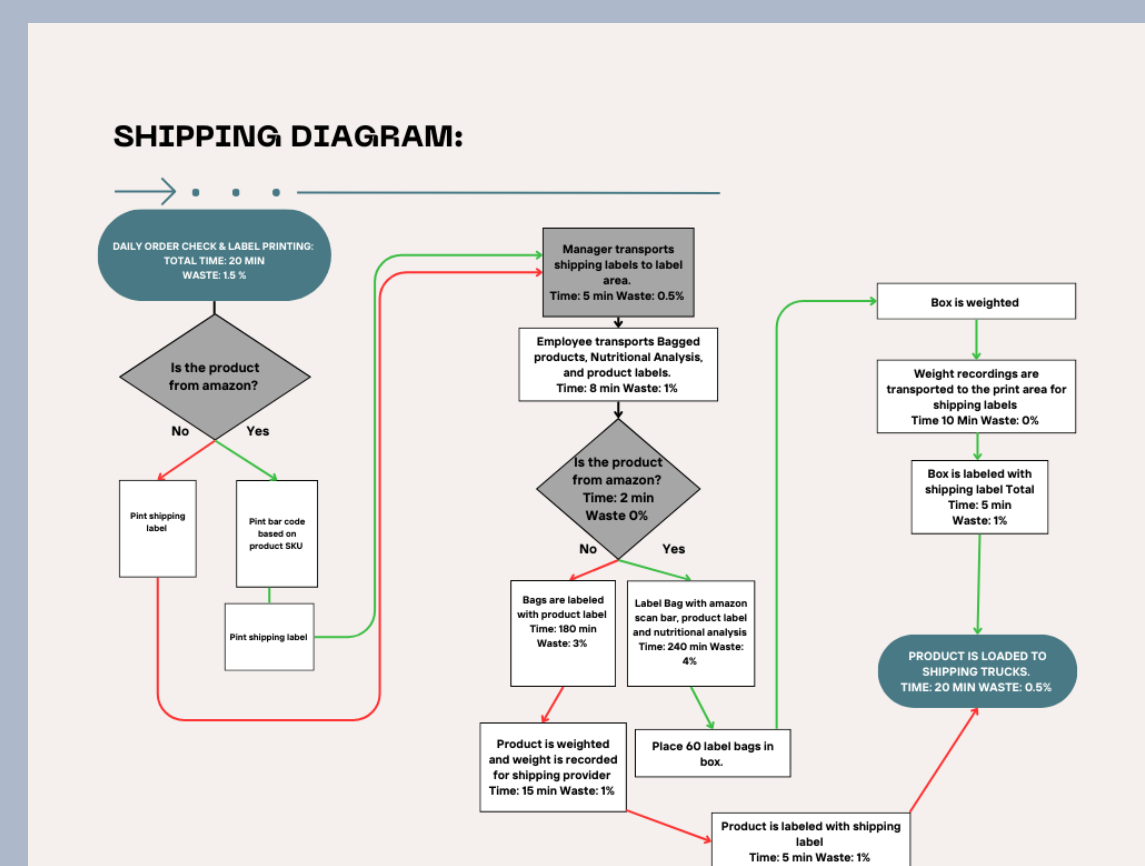 SHIPPING DIAGRAM:
DAILY ORDER CHECK & LABEL PRINTING:
TOTAL TIME: 20 MIN
WASTE: 1.5 %
Is the product
from amazon?
No
Yes
Pint shipping
label
Pint bar code
based on
product SKU
Pint shipping label
Manager transports
shipping labels to label
area.
Time: 5 min Waste: 0.5%
Employee transports Bagged
products, Nutritional Analysis,
and product labels.
Time: 8 min Waste: 1%
Is the product
from amazon?
Time: 2 min
Waste 0%
No
Yes
Bags are labeled
with product label
Time: 180 min
Waste: 3%
Label Bag with amazon
scan bar, product label
and nutritional analysis
Time: 240 min Waste:
4%
Product is weighted
and weight is recorded
for shipping provider
Time: 15 min Waste: 1%
Place 60 label bags in
box.
Product is labeled with shipping
label
Time: 5 min Waste: 1%
Box is weighted
Weight recordings are
transported to the print area for
shipping labels
Time 10 Min Waste: 0%
Box is labeled with
shipping label Total
Time: 5 min
Waste: 1%
PRODUCT IS LOADED TO
SHIPPING TRUCKS.
TIME: 20 MIN WASTE: 0.5%